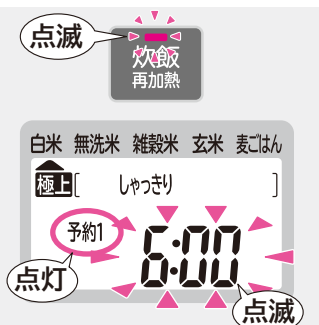 点滅
炊飯
再加熱
白米 無洗米 雑穀米 玄米 麦ごはん
極上[ しゃっきり ]
予約1
6:00
点灯
点滅